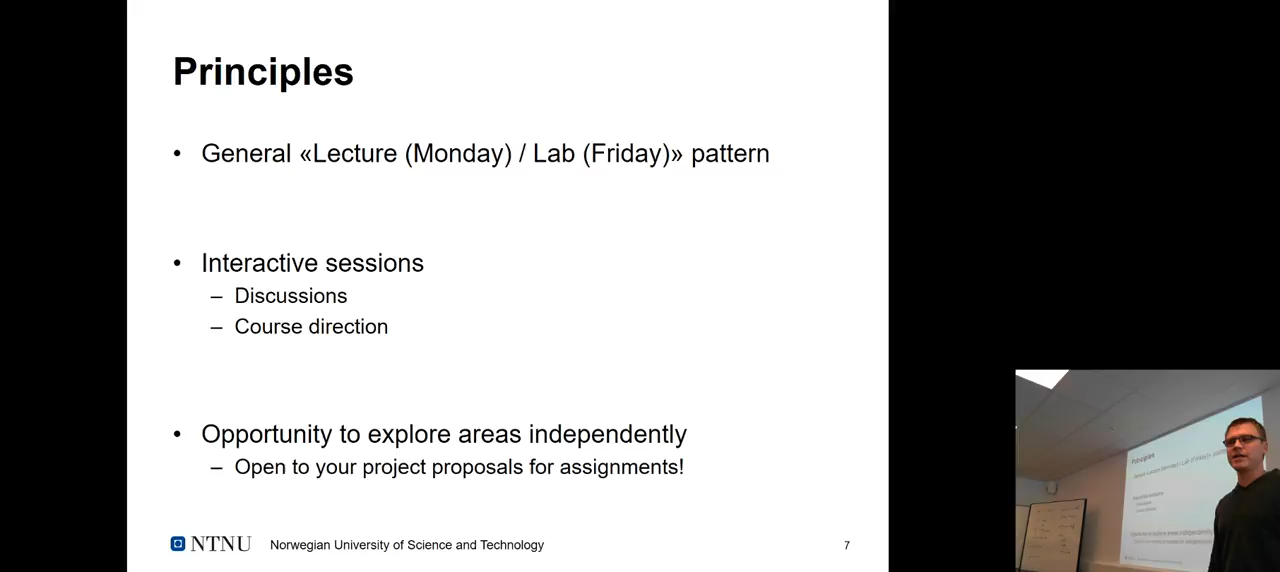 Principles
• General «Lecture (Monday) / Lab (Friday)» pattern
• Interactive sessions
– Discussions
– Course direction
• Opportunity to explore areas independently
– Open to your project proposals for assignments!
NTNU Norwegian University of Science and Technology 7
Principles